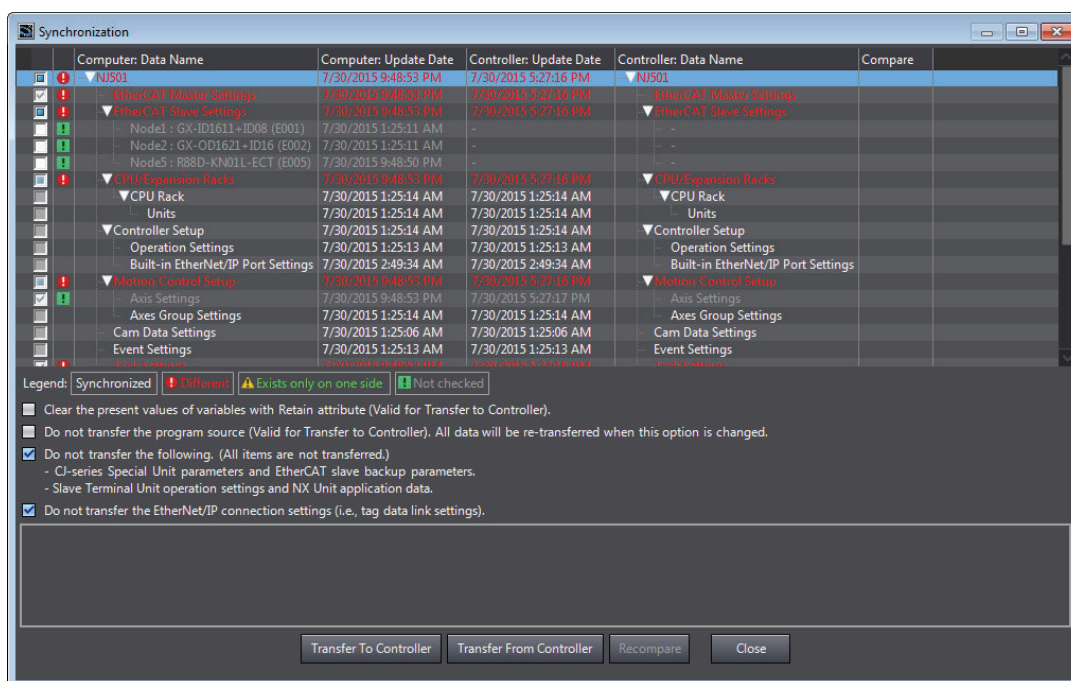 Synchronization
Computer: Data Name Computer: Update Date Controller: Update Date Controller: Data Name Compare
NJ501 7/30/2015 9:48:53 PM 7/30/2015 5:27:16 PM NJ501
EtherCAT Master Settings 7/30/2015 9:48:53 PM 7/30/2015 5:27:16 PM EtherCAT Master Settings
EtherCAT Slave Settings 7/30/2015 9:48:53 PM 7/30/2015 5:27:16 PM EtherCAT Slave Settings
Node1 : GX-ID1611+ID08 (E001) 7/30/2015 1:25:11 AM - -
Node2 : GX-OD1621+ID16 (E002) 7/30/2015 1:25:11 AM - -
Node5 : R88D-KN01L-ECT (E005) 7/30/2015 9:48:50 PM - -
CPU/Expansion Racks 7/30/2015 9:48:53 PM 7/30/2015 5:27:16 PM CPU/Expansion Racks
CPU Rack 7/30/2015 1:25:14 AM 7/30/2015 1:25:14 AM CPU Rack
Units 7/30/2015 1:25:14 AM 7/30/2015 1:25:14 AM Units
Controller Setup 7/30/2015 1:25:14 AM 7/30/2015 1:25:14 AM Controller Setup
Operation Settings 7/30/2015 1:25:13 AM 7/30/2015 1:25:13 AM Operation Settings
Built-in EtherNet/IP Port Settings 7/30/2015 2:49:34 AM 7/30/2015 2:49:34 AM Built-in EtherNet/IP Port Settings
Motion Control Setup 7/30/2015 9:48:53 PM 7/30/2015 5:27:16 PM Motion Control Setup
Axis Settings 7/30/2015 9:48:53 PM 7/30/2015 5:27:17 PM Axis Settings
Axes Group Settings 7/30/2015 1:25:14 AM 7/30/2015 1:25:14 AM Axes Group Settings
Cam Data Settings 7/30/2015 1:25:06 AM 7/30/2015 1:25:06 AM Cam Data Settings
Event Settings 7/30/2015 1:25:13 AM 7/30/2015 1:25:13 AM Event Settings
Legend: Synchronized Different Exists only on one side Not checked
Clear the present values of variables with Retain attribute (Valid for Transfer to Controller).
Do not transfer the program source (Valid for Transfer to Controller). All data will be re-transferred when this option is changed.
Do not transfer the following. (All items are not transferred.)
- CJ-series Special Unit parameters and EtherCAT slave backup parameters.
- Slave Terminal Unit operation settings and NX Unit application data.
Do not transfer the EtherNet/IP connection settings (i.e., tag data link settings).
Transfer To Controller Transfer From Controller Recompare Close